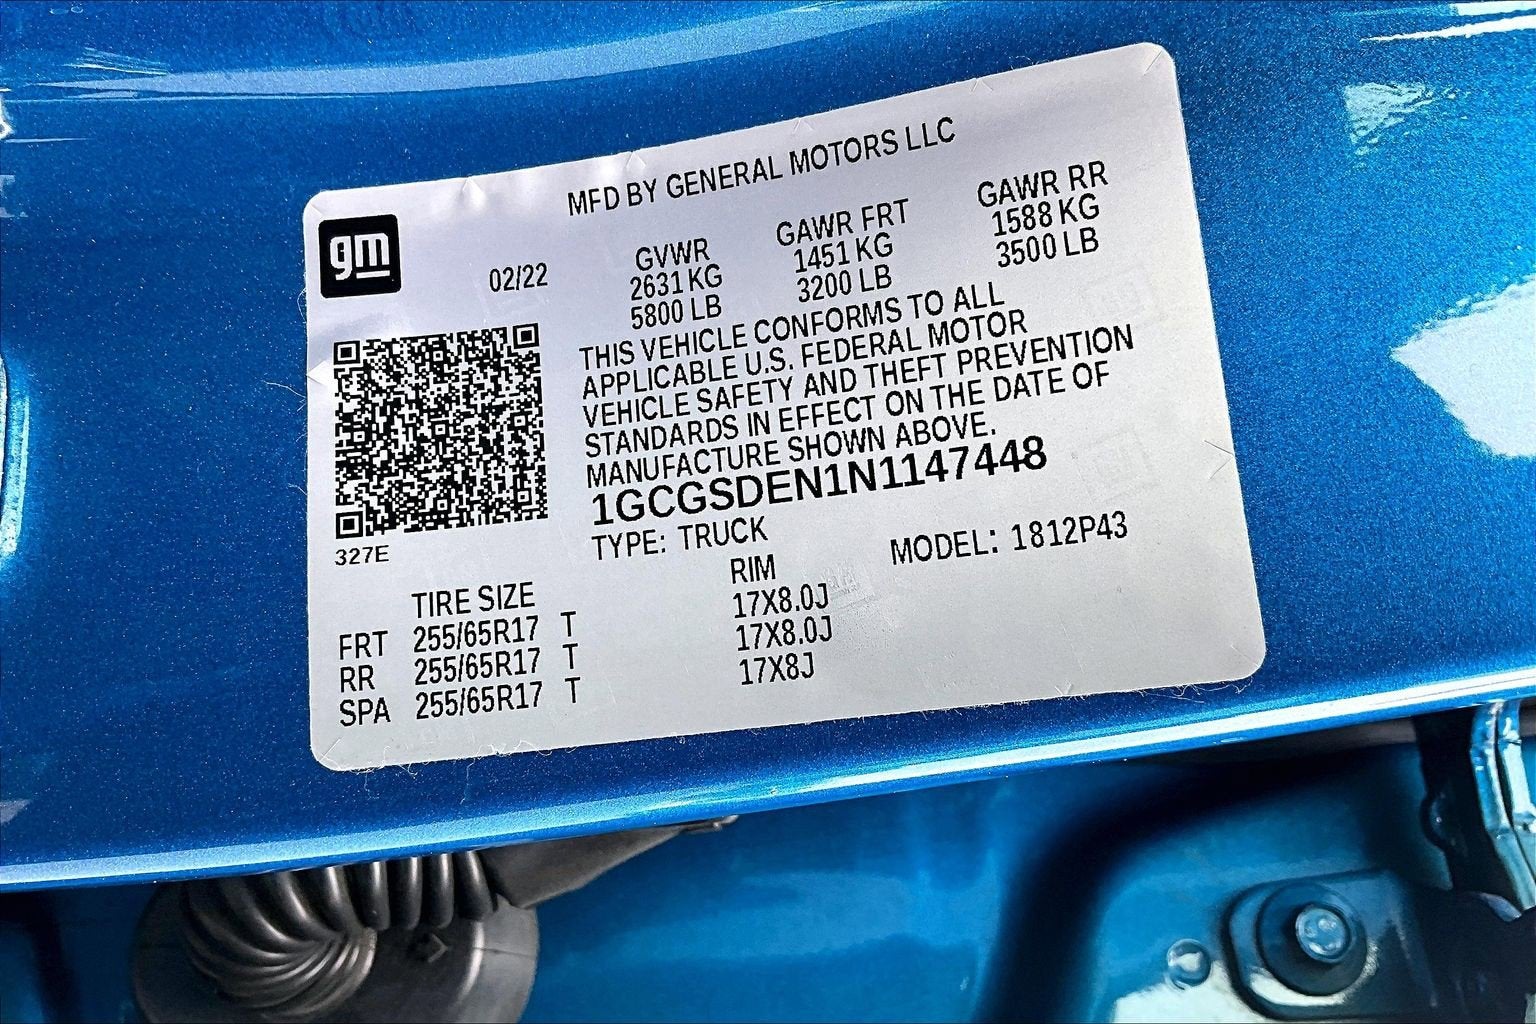 MFD BY GENERAL MOTORS LLC
gm
02/22
GVWR
2631 KG
5800 LB
GAWR FRT
1451 KG
3200 LB
GAWR RR
1588 KG
3500 LB
THIS VEHICLE CONFORMS TO ALL
APPLICABLE U.S. FEDERAL MOTOR
VEHICLE SAFETY AND THEFT PREVENTION
STANDARDS IN EFFECT ON THE DATE OF
MANUFACTURE SHOWN ABOVE.
1GCGSDEN1N1147448
327E
TYPE: TRUCK MODEL: 1812P43
TIRE SIZE RIM
FRT 255/65R17 T 17X8.0J
RR 255/65R17 T 17X8.0J
SPA 255/65R17 T 17X8J